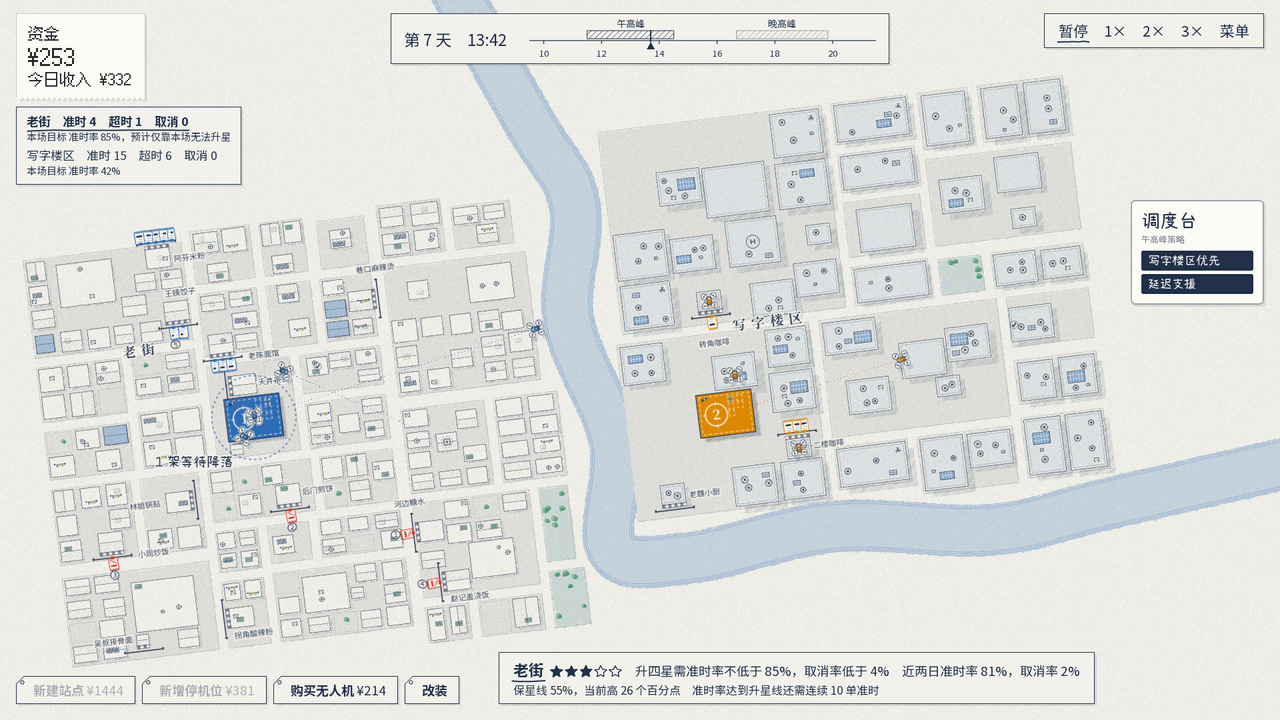 资金
¥253
今日收入 ¥332
第 7 天 13:42
午高峰
晚高峰
10 12 14 16 18 20
暂停 1× 2× 3× 菜单
老街 准时 4 超时 1 取消 0
本场目标 准时率 85%，预计仅靠本场无法升星
写字楼区 准时 15 超时 6 取消 0
本场目标 准时率 42%
调度台
午高峰策略
写字楼区优先
延迟支援
阿芬米粉
巷口麻辣烫
王姨饺子
老街
老陈面馆
写字楼区
转角咖啡
2
二楼咖啡
老魏小厨
1 架等待降落
后门煎饼
河边糖水
林姐锅贴
小周炒饭
赵记盖浇饭
拐角酸辣粉
吴叔排骨面
新建站点 ¥1444
新增停机位 ¥381
购买无人机 ¥214
改装
老街 ★★★☆☆ 升四星需准时率不低于 85%，取消率低于 4% 近两日准时率 81%，取消率 2%
保星线 55%，当前高 26 个百分点 准时率达到升星线还需连续 10 单准时